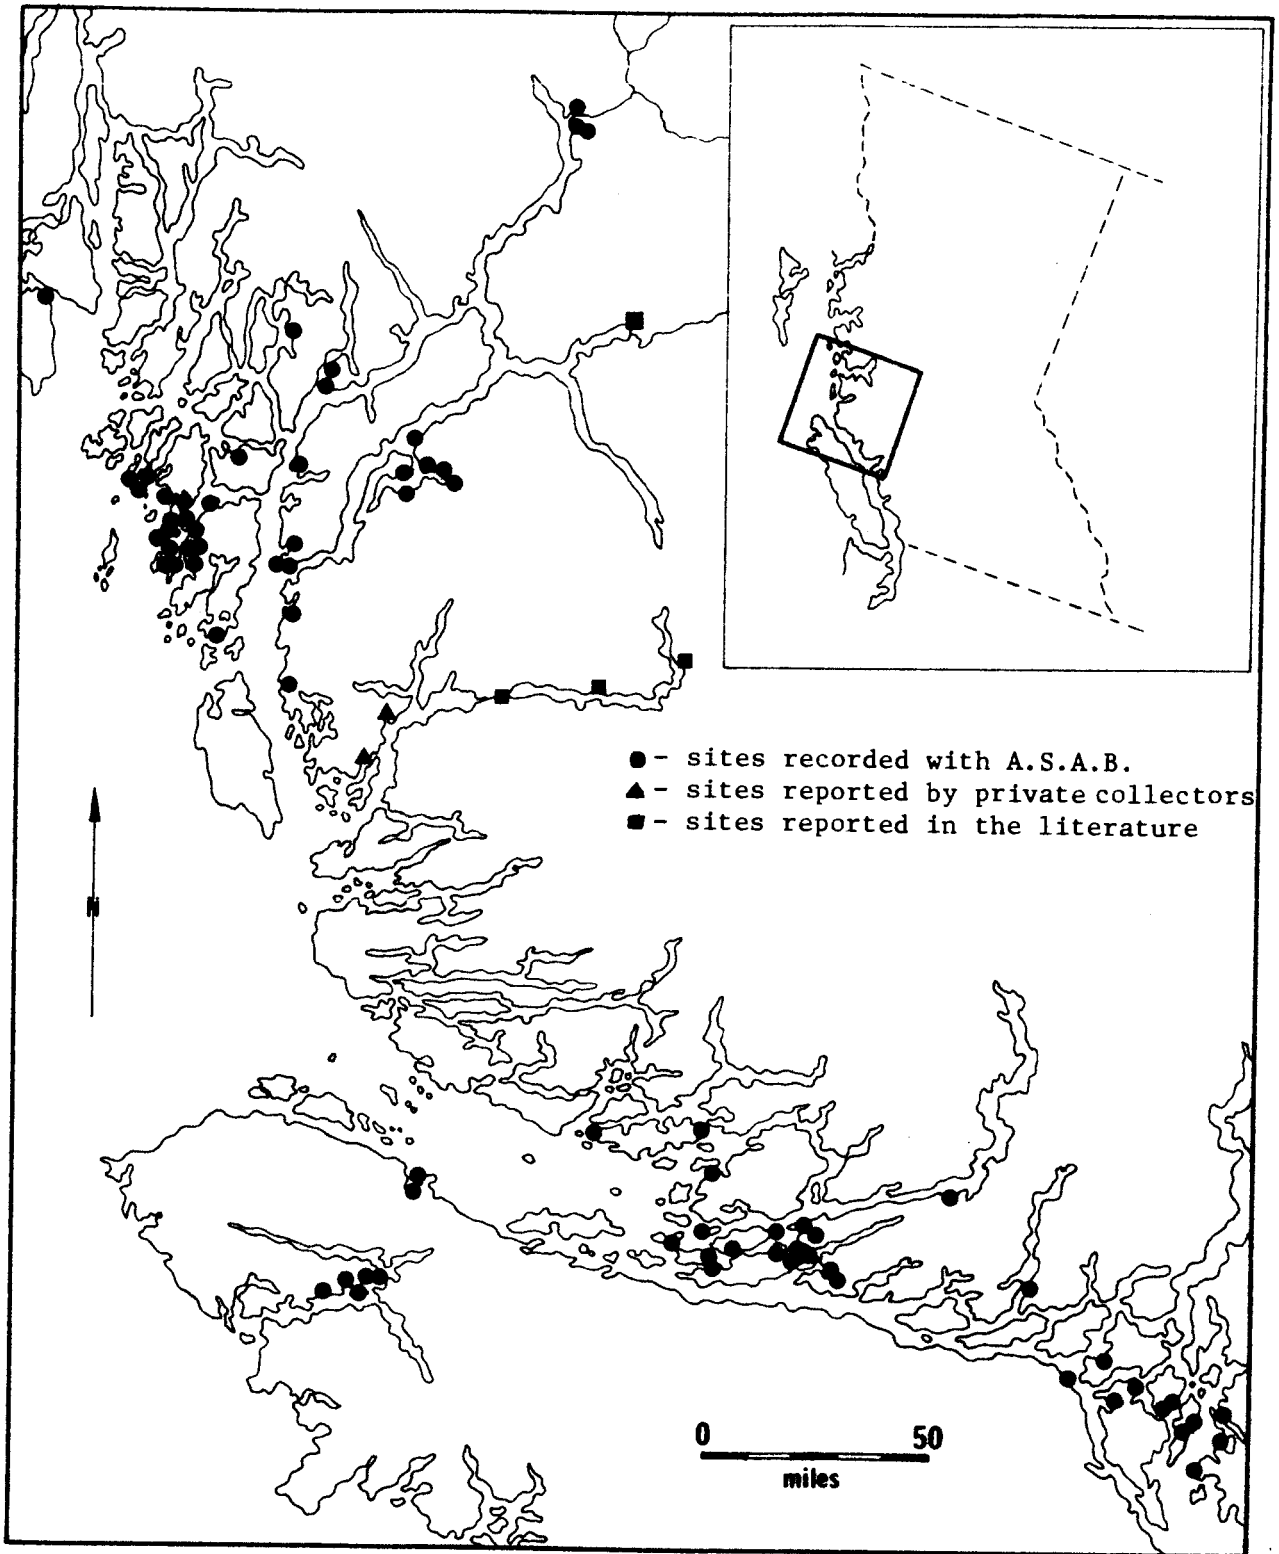 ● – sites recorded with A.S.A.B.
▲ – sites reported by private collectors
■ – sites reported in the literature
N
0 50
miles